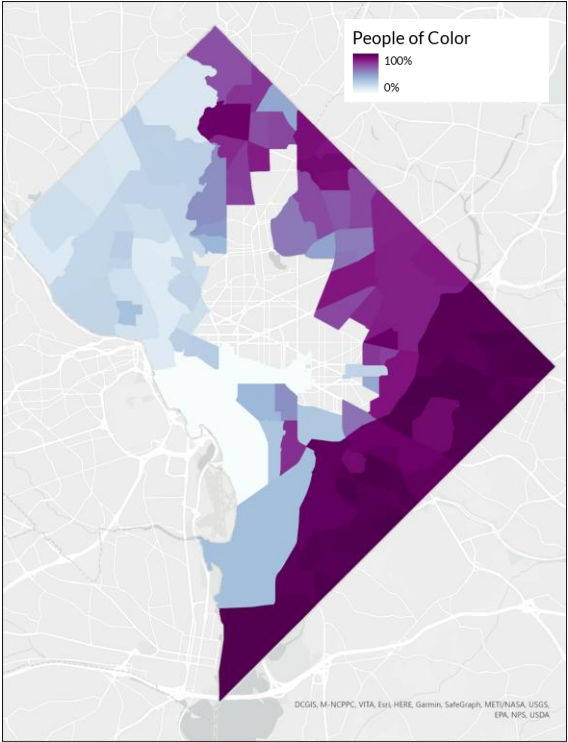 People of Color
100%
0%
DCGIS, M-NCPPC, VITA, Esri, HERE, Garmin, SafeGraph, METI/NASA, USGS,
EPA, NPS, USDA